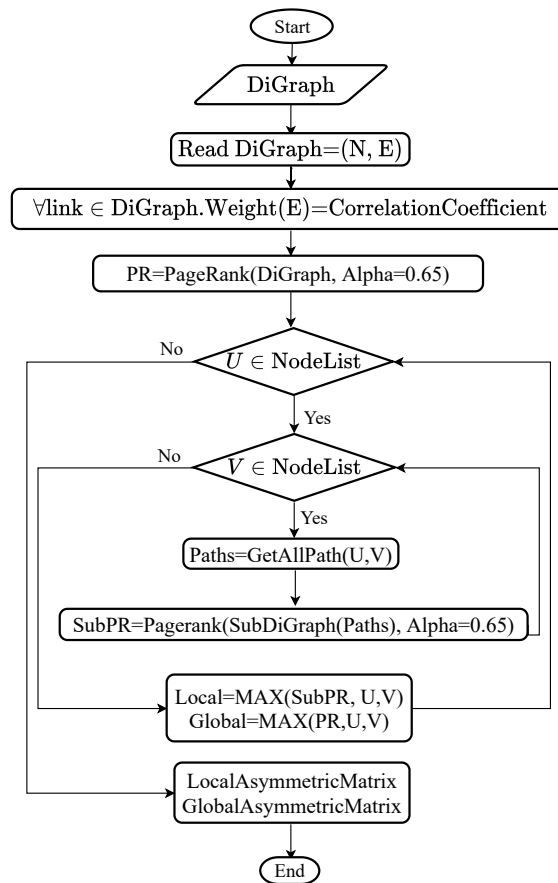 Start
DiGraph
Read DiGraph=(N, E)
∀link ∈ DiGraph.Weight(E)=CorrelationCoefficient
PR=PageRank(DiGraph, Alpha=0.65)
No
U ∈ NodeList
Yes
No
V ∈ NodeList
Yes
Paths=GetAllPath(U,V)
SubPR=Pagerank(SubDiGraph(Paths), Alpha=0.65)
Local=MAX(SubPR, U,V)
Global=MAX(PR,U,V)
LocalAsymmetricMatrix
GlobalAsymmetricMatrix
End